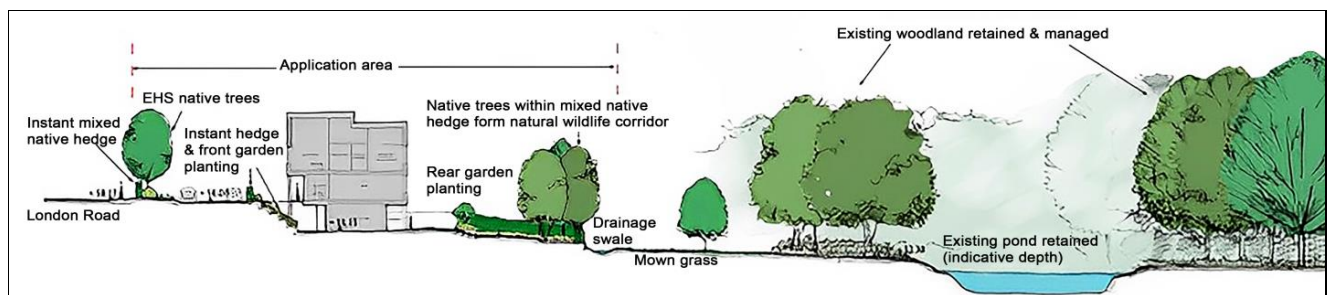 Existing woodland retained & managed
Application area
EHS native trees
Instant mixed
native hedge
Instant hedge
& front garden
planting
Native trees within mixed native
hedge form natural wildlife corridor
Rear garden
planting
London Road
Drainage
swale
Mown grass
Existing pond retained
(indicative depth)